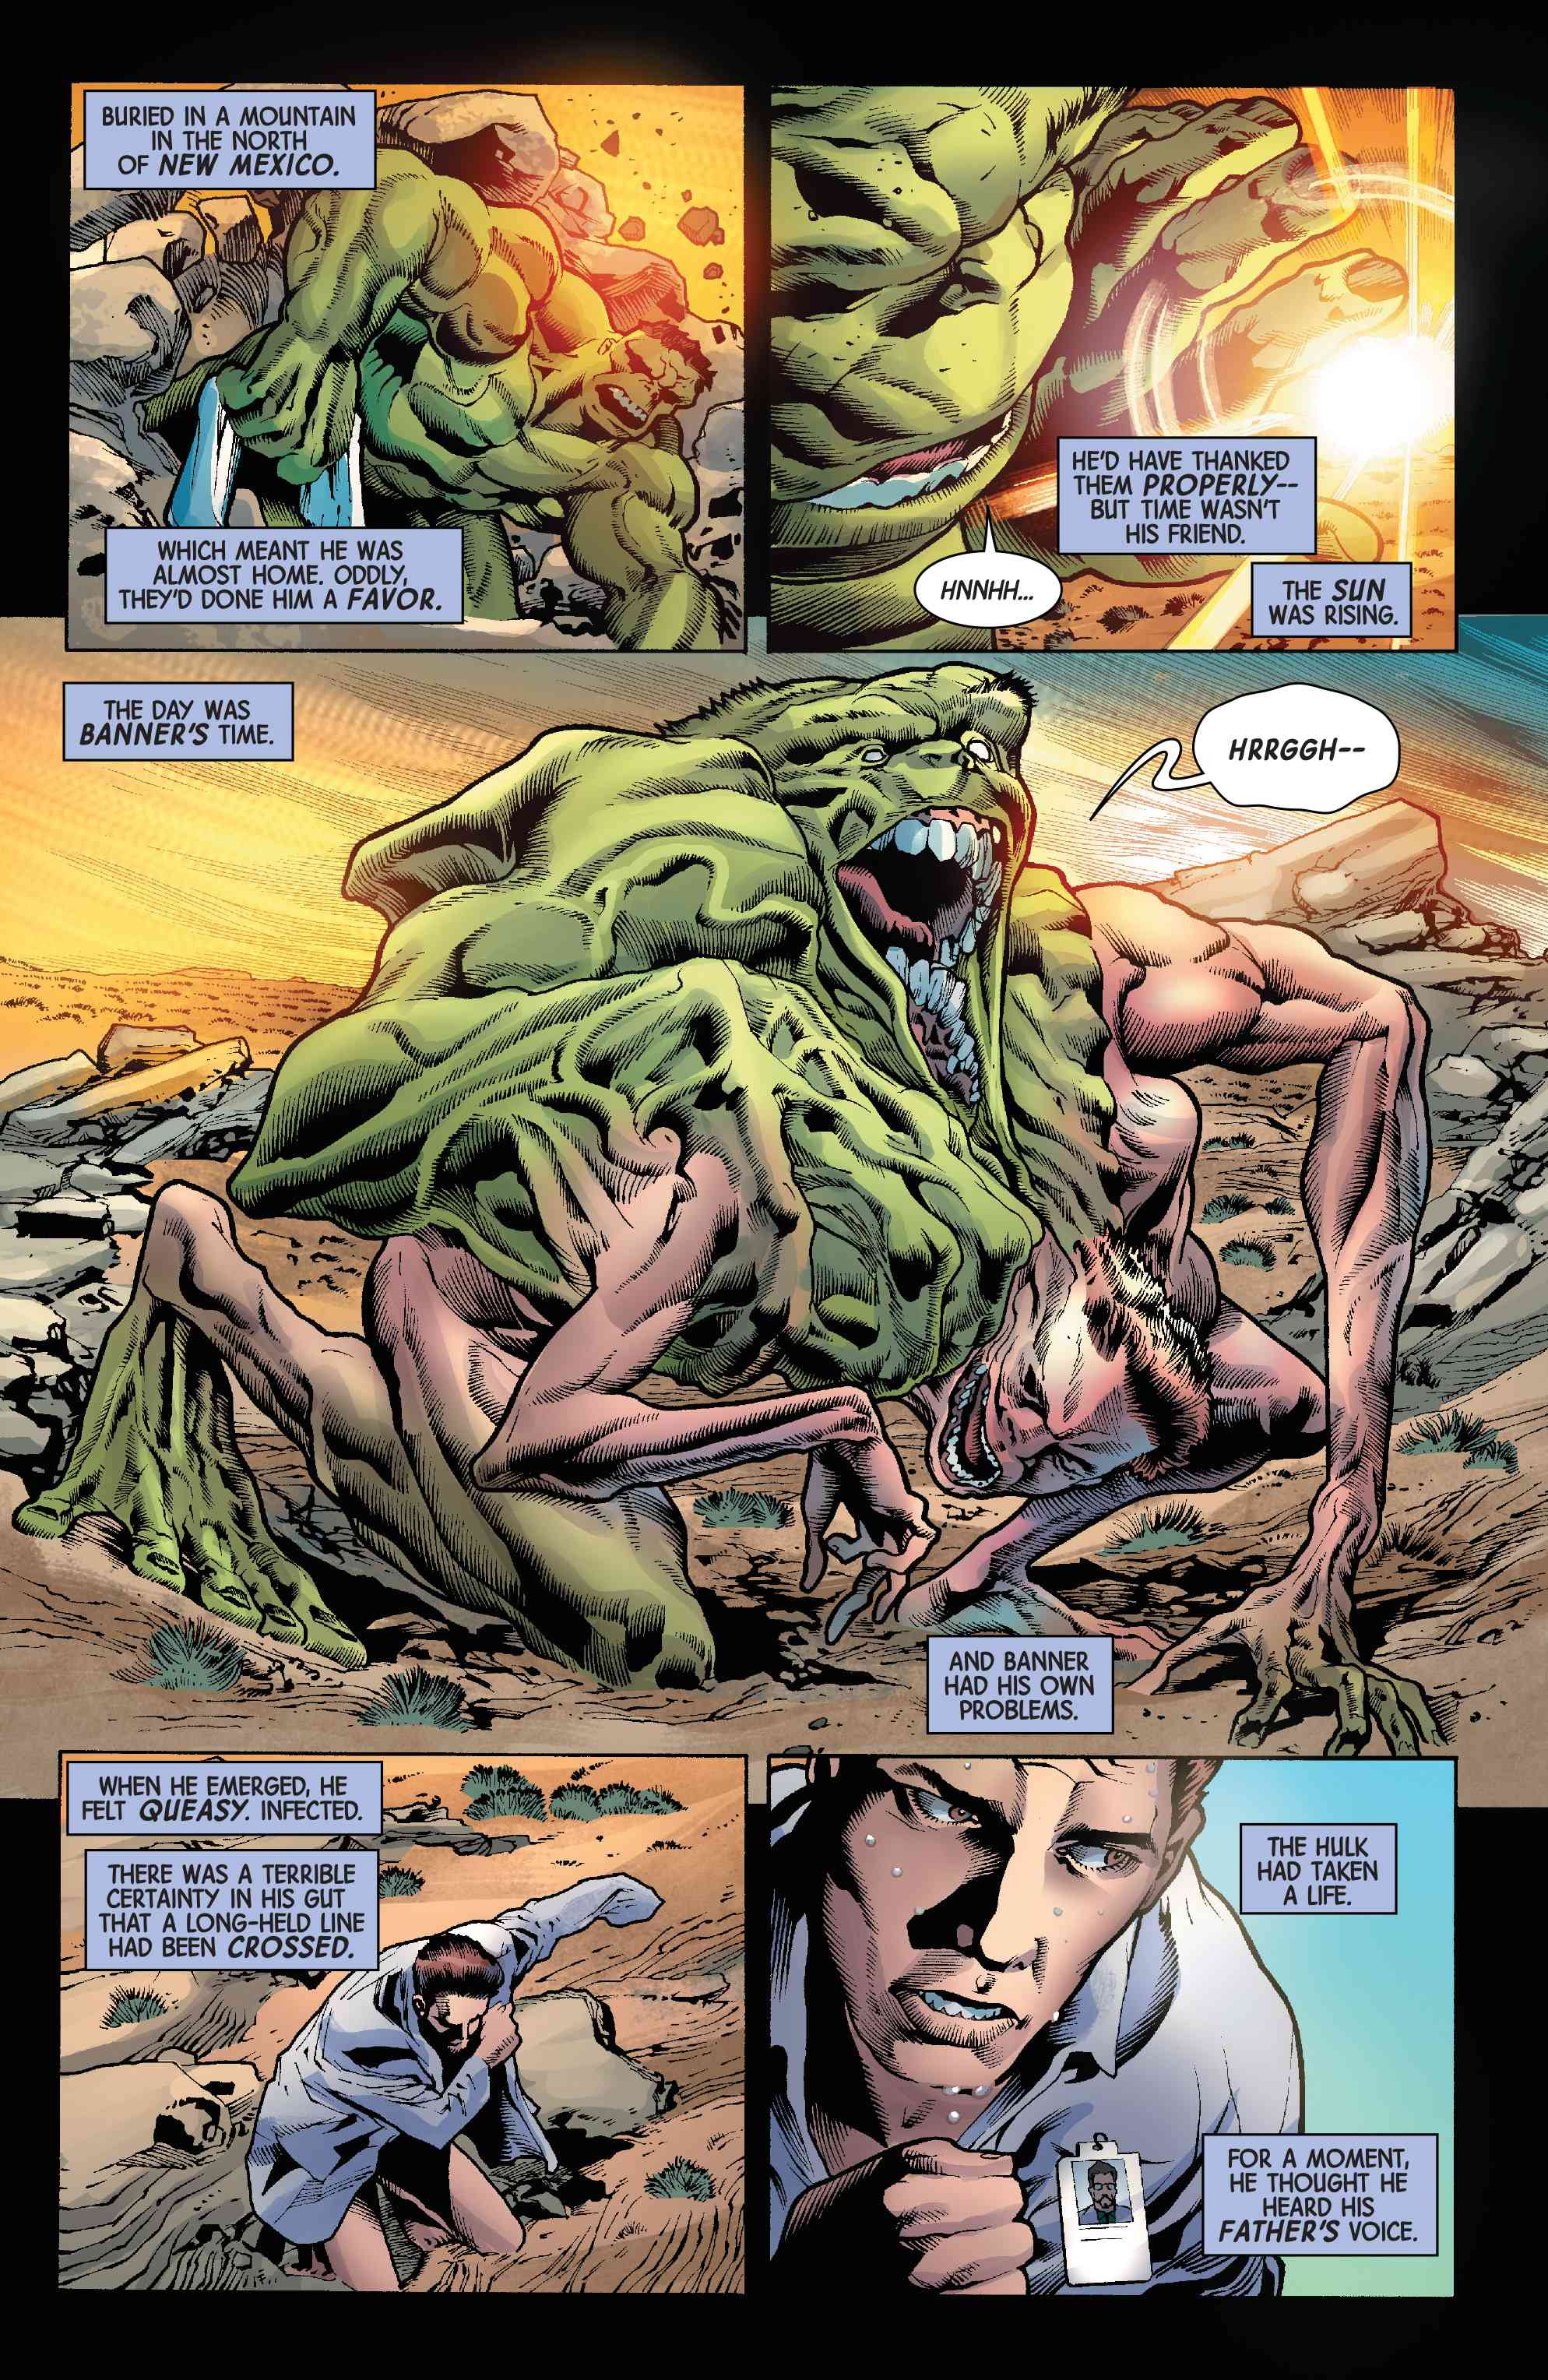 BURIED IN A MOUNTAIN
IN THE NORTH
OF NEW MEXICO.
WHICH MEANT HE WAS
ALMOST HOME. ODDLY,
THEY'D DONE HIM A FAVOR.
HE'D HAVE THANKED
THEM PROPERLY--
BUT TIME WASN'T
HIS FRIEND.
HNNHH...
THE SUN
WAS RISING.
THE DAY WAS
BANNER'S TIME.
HRRGGH--
AND BANNER
HAD HIS OWN
PROBLEMS.
WHEN HE EMERGED, HE
FELT QUEASY. INFECTED.
THERE WAS A TERRIBLE
CERTAINTY IN HIS GUT
THAT A LONG-HELD LINE
HAD BEEN CROSSED.
THE HULK
HAD TAKEN
A LIFE.
FOR A MOMENT,
HE THOUGHT HE
HEARD HIS
FATHER'S VOICE.